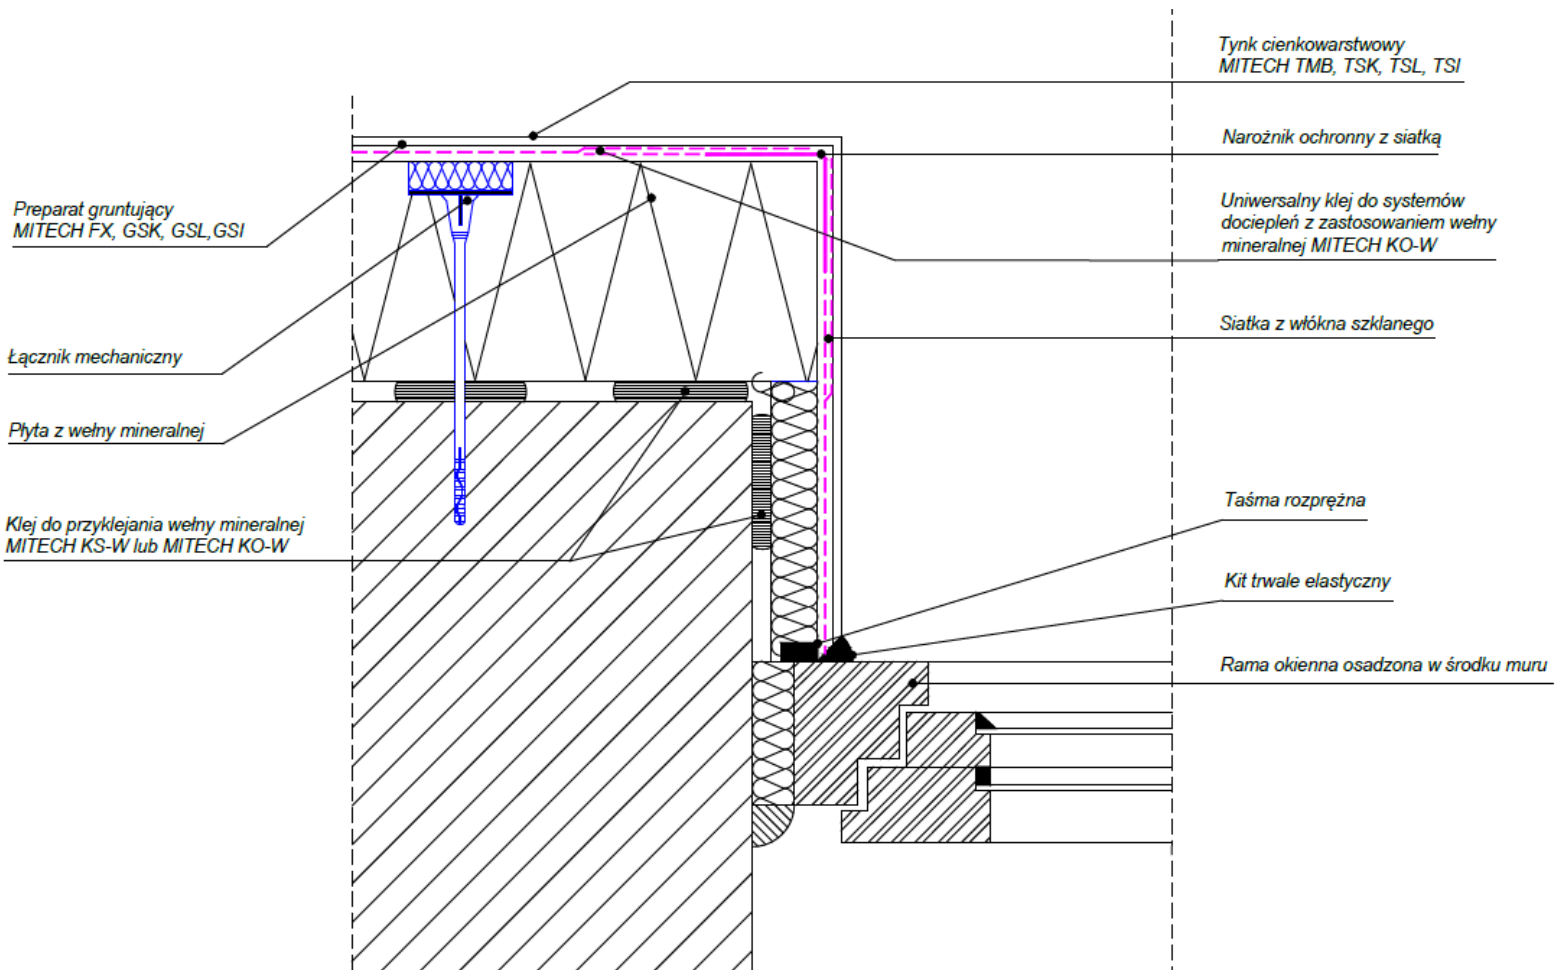 Tynk cienkowarstwowy
MITECH TMB, TSK, TSL, TSI
Narożnik ochronny z siatką
Uniwersalny klej do systemów
dociepleń z zastosowaniem wełny
mineralnej MITECH KO-W
Siatka z włókna szklanego
Taśma rozprężna
Kit trwale elastyczny
Rama okienna osadzona w środku muru
Preparat gruntujący
MITECH FX, GSK, GSL,GSI
Łącznik mechaniczny
Płyta z wełny mineralnej
Klej do przyklejania wełny mineralnej
MITECH KS-W lub MITECH KO-W